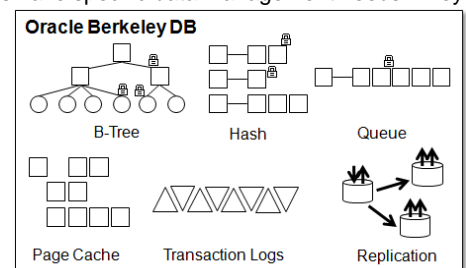 Oracle Berkeley DB
B-Tree
Hash
Queue
Page Cache
Transaction Logs
Replication